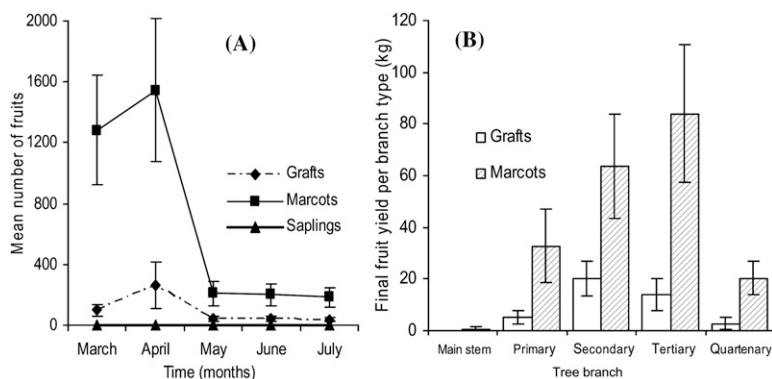 (A)
Mean number of fruits
2000
1600
1200
800
400
0
Grafts
Marcots
Saplings
March April May June July
Time (months)
(B)
Final fruit yield per branch type (kg)
120
100
80
60
40
20
0
Grafts
Marcots
Main stem Primary Secondary Tertiary Quartenary
Tree branch